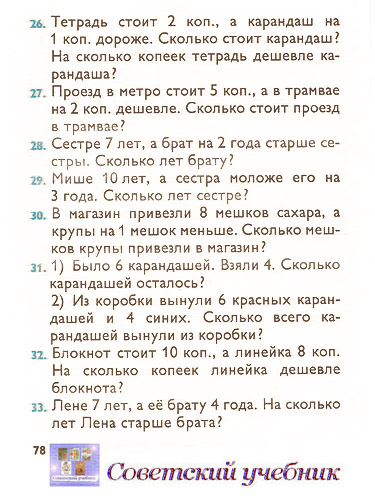 26. Тетрадь стоит 2 коп., а карандаш на
1 коп. дороже. Сколько стоит карандаш?
На сколько копеек тетрадь дешевле ка-
рандаша?
27. Проезд в метро стоит 5 коп., а в трамвае
на 2 коп. дешевле. Сколько стоит проезд
в трамвае?
28. Сестре 7 лет, а брат на 2 года старше се-
стры. Сколько лет брату?
29. Мише 10 лет, а сестра моложе его на
3 года. Сколько лет сестре?
30. В магазин привезли 8 мешков сахара, а
крупы на 1 мешок меньше. Сколько меш-
ков крупы привезли в магазин?
31. 1) Было 6 карандашей. Взяли 4. Сколько
карандашей осталось?
2) Из коробки вынули 6 красных каран-
дашей и 4 синих. Сколько всего ка-
рандашей вынули из коробки?
32. Блокнот стоит 10 коп., а линейка 8 коп.
На сколько копеек линейка дешевле
блокнота?
33. Лене 7 лет, а её брату 4 года. На сколько
лет Лена старше брата?
78
Советский учебник